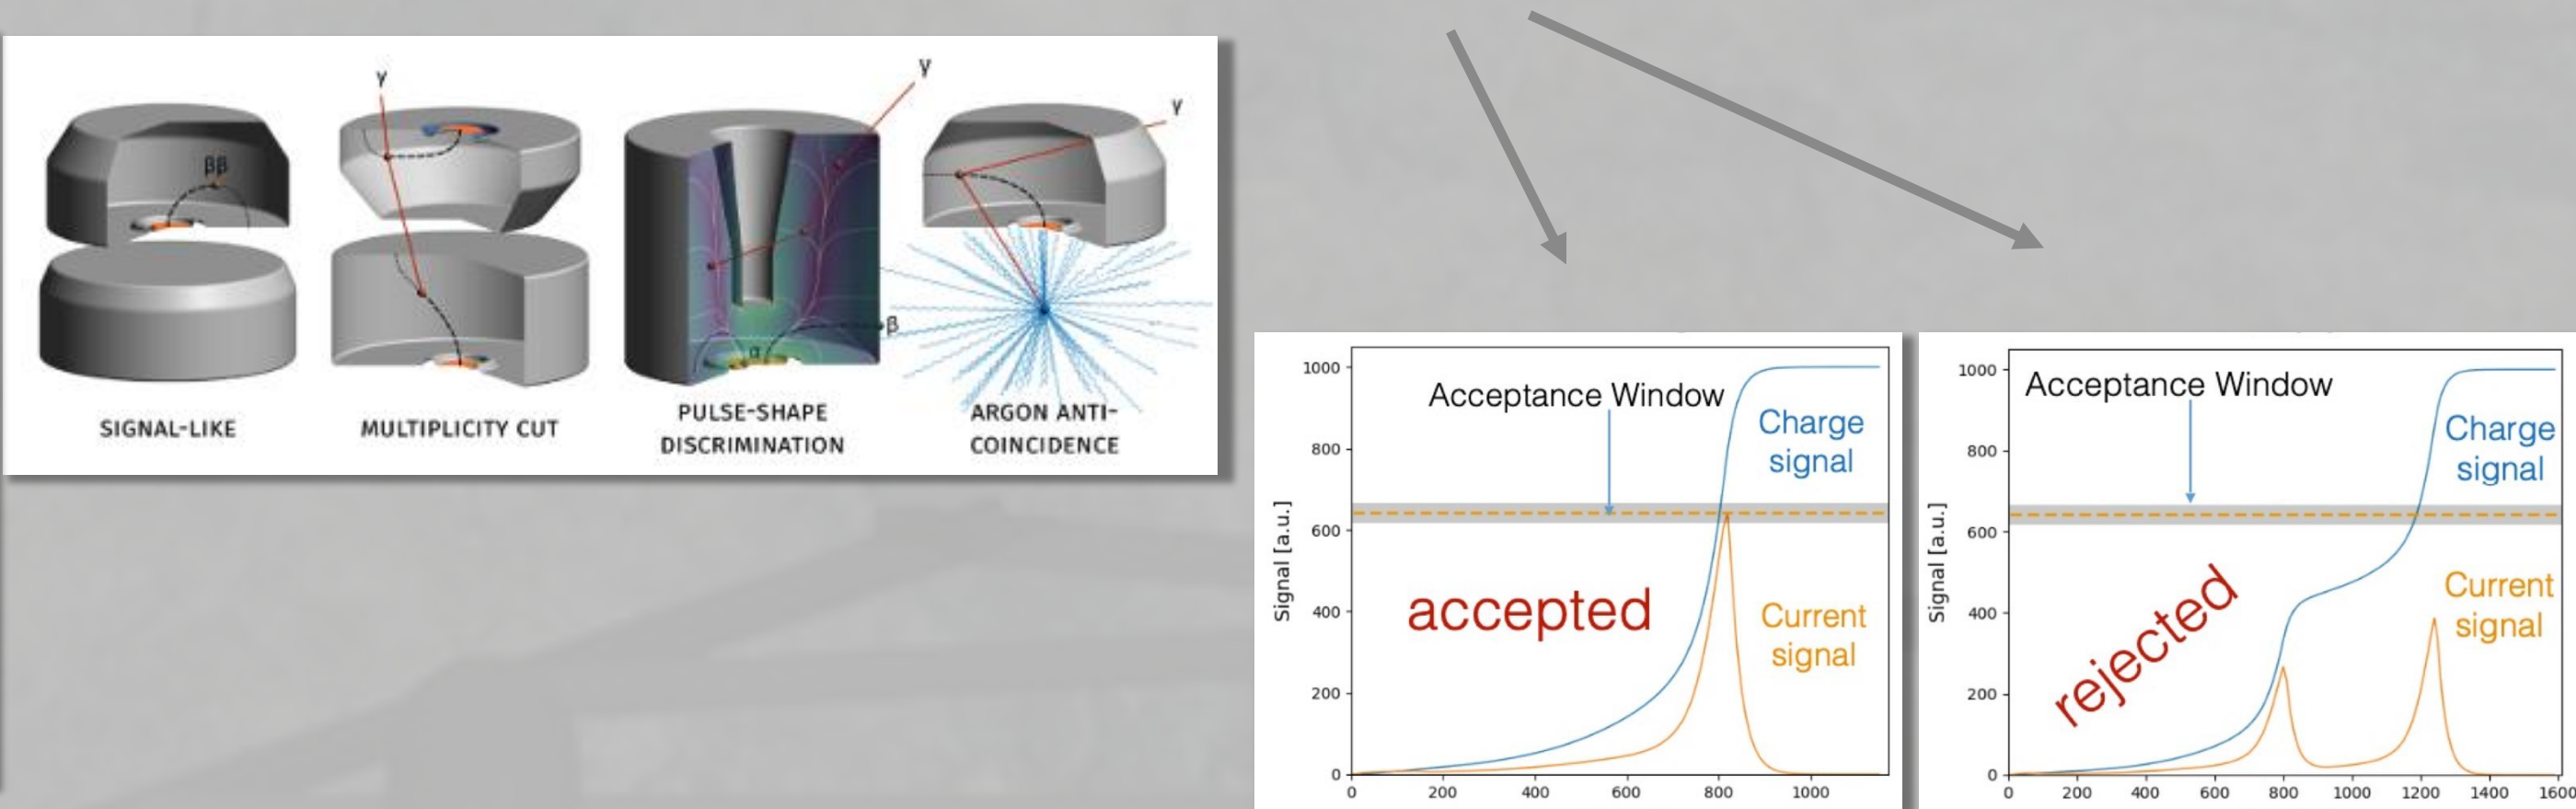 γ
γ
γ
ββ
β
α
SIGNAL-LIKE
MULTIPLICITY CUT
PULSE-SHAPE
DISCRIMINATION
ARGON ANTI-
COINCIDENCE
1000
800
600
400
200
0
Signal [a.u.]
Acceptance Window
Charge
signal
accepted
Current
signal
0 200 400 600 800 1000
1000
800
600
400
200
0
Signal [a.u.]
Acceptance Window
Charge
signal
rejected
Current
signal
0 200 400 600 800 1000 1200 1400 1600